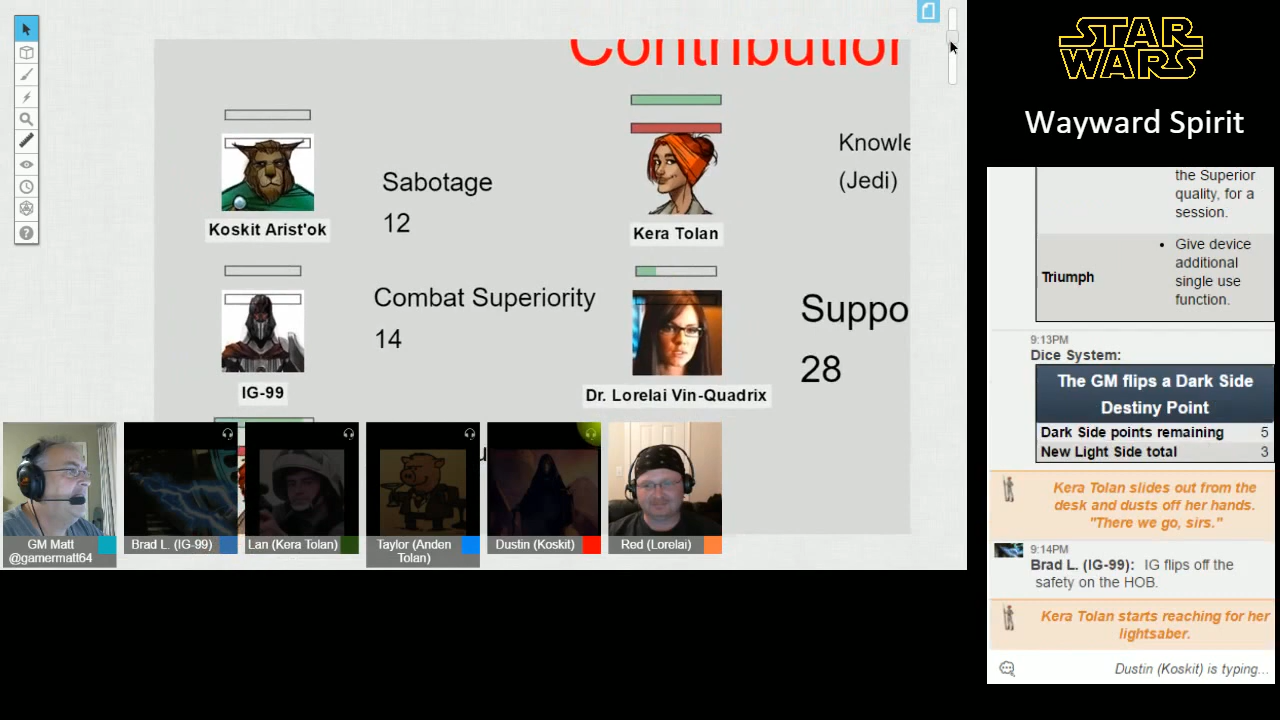 Contribution
Sabotage
12
Koskit Arist'ok
Knowle
(Jedi)
Kera Tolan
Combat Superiority
14
IG-99
Suppo
28
Dr. Lorelai Vin-Quadrix
GM Matt
@gamermatt64
Brad L. (IG-99)
Lan (Kera Tolan)
Taylor (Anden
Tolan)
Dustin (Koskit)
Red (Lorelai)
STAR
WARS
Wayward Spirit
the Superior
quality, for a
session.
Triumph
• Give device
additional
single use
function.
9:13PM
Dice System:
The GM flips a Dark Side
Destiny Point
Dark Side points remaining 5
New Light Side total 3
Kera Tolan slides out from the
desk and dusts off her hands.
"There we go, sirs."
9:14PM
Brad L. (IG-99): IG flips off the
safety on the HOB.
Kera Tolan starts reaching for her
lightsaber.
Dustin (Koskit) is typing...